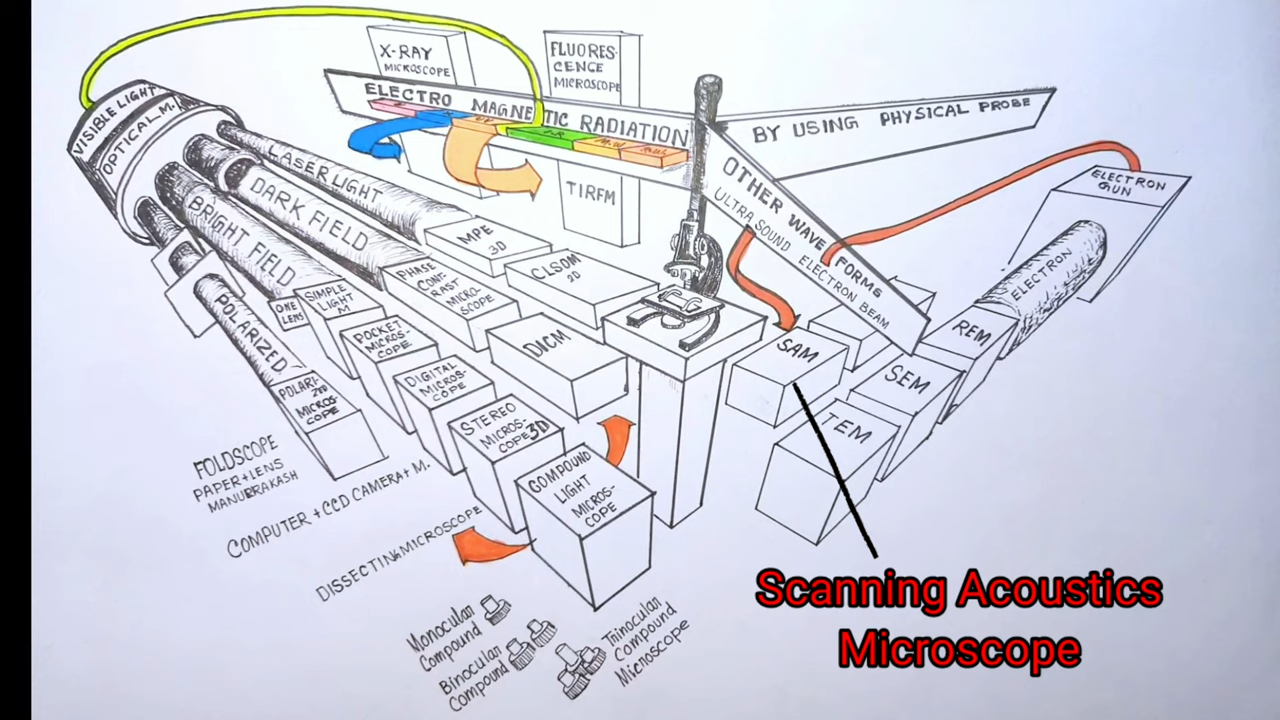 X-RAY
MICROSCOPE
FLUORES-
CENCE
MICROSCOPE
ELECTRO MAGNETIC RADIATION
I.R
M.W
R.W
BY USING PHYSICAL PROBE
VISIBLE LIGHT
OPTICAL M.
LASER LIGHT
DARK FIELD
BRIGHT FIELD
POLARIZED
TIRFM
OTHER WAVE FORMS
ULTRA SOUND ELECTRON BEAM
ELECTRON
GUN
ELECTRON
MPE
3D
CLSOM
2D
PHASE
CONT-
RAST
MICRO-
SCOPE
DICM
ONE
LENS
SIMPLE
LIGHT
M
POCKET
MICROS-
COPE
DIGITAL
MICROS-
COPE
STEREO
MICROS-
COPE 3D
COMPOUND
LIGHT
MICROS-
COPE
POLARI-
ZED
MICROS-
COPE
SAM
REM
SEM
TEM
FOLDSCOPE
PAPER+LENS
MANUPRAKASH
COMPUTER + CCD CAMERA+ M.
DISSECTING MICROSCOPE
Monocular
Compound
Binocular
Compound
Trinocular
Compound
Microscope
Scanning Acoustics
Microscope